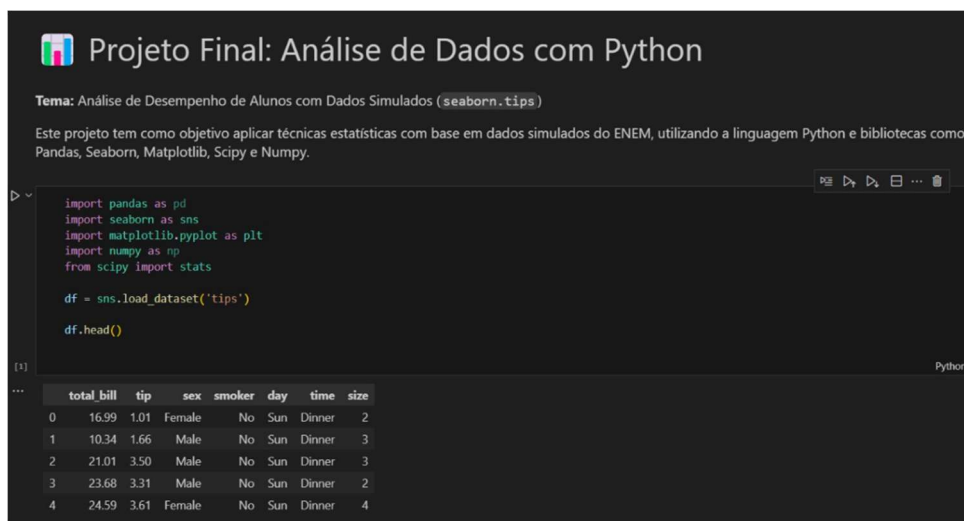 Projeto Final: Análise de Dados com Python
Tema: Análise de Desempenho de Alunos com Dados Simulados (seaborn.tips)
Este projeto tem como objetivo aplicar técnicas estatísticas com base em dados simulados do ENEM, utilizando a linguagem Python e bibliotecas como
Pandas, Seaborn, Matplotlib, Scipy e Numpy.
import pandas as pd
import seaborn as sns
import matplotlib.pyplot as plt
import numpy as np
from scipy import stats
df = sns.load_dataset('tips')
df.head()
[1]
Python
total_bill tip sex smoker day time size
0 16.99 1.01 Female No Sun Dinner 2
1 10.34 1.66 Male No Sun Dinner 3
2 21.01 3.50 Male No Sun Dinner 3
3 23.68 3.31 Male No Sun Dinner 2
4 24.59 3.61 Female No Sun Dinner 4